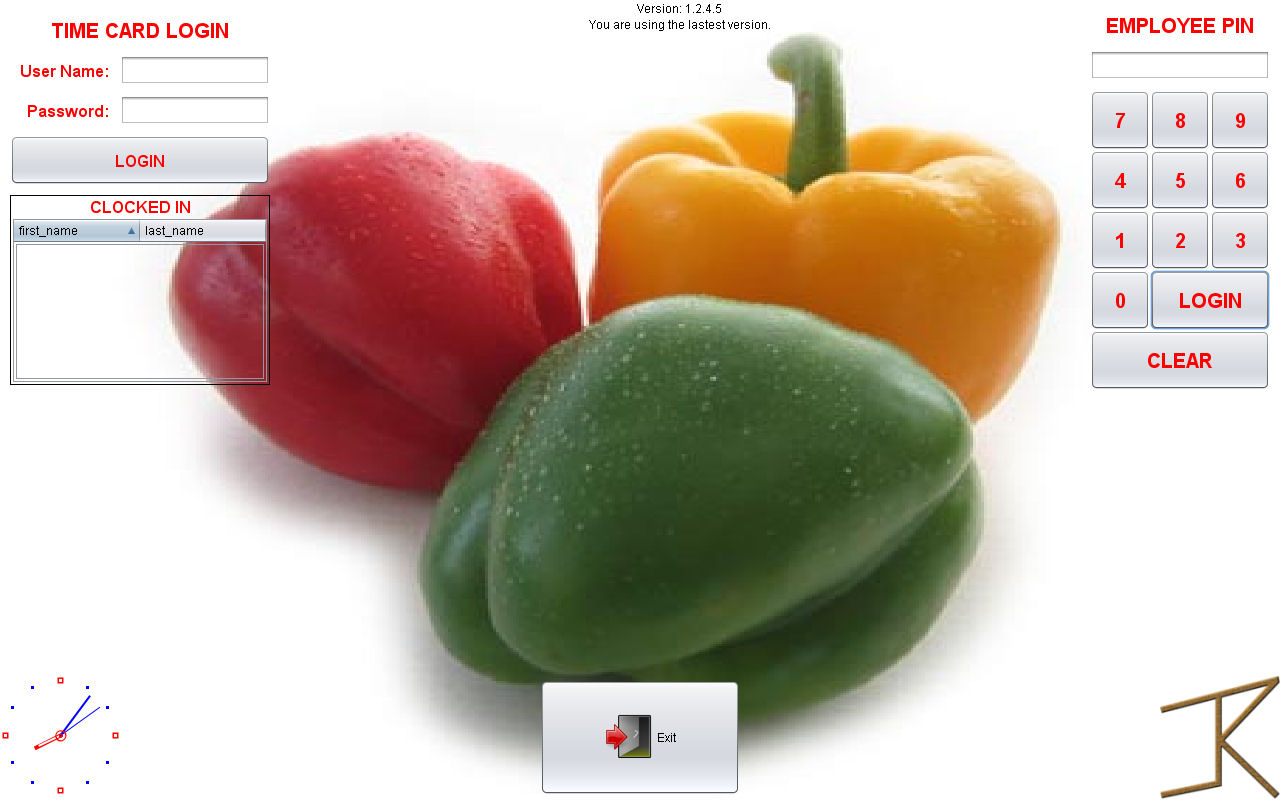 Version: 1.2.4.5
You are using the lastest version.
TIME CARD LOGIN
User Name:
Password:
LOGIN
CLOCKED IN
first_name last_name
EMPLOYEE PIN
7 8 9
4 5 6
1 2 3
0 LOGIN
CLEAR
Exit
JK